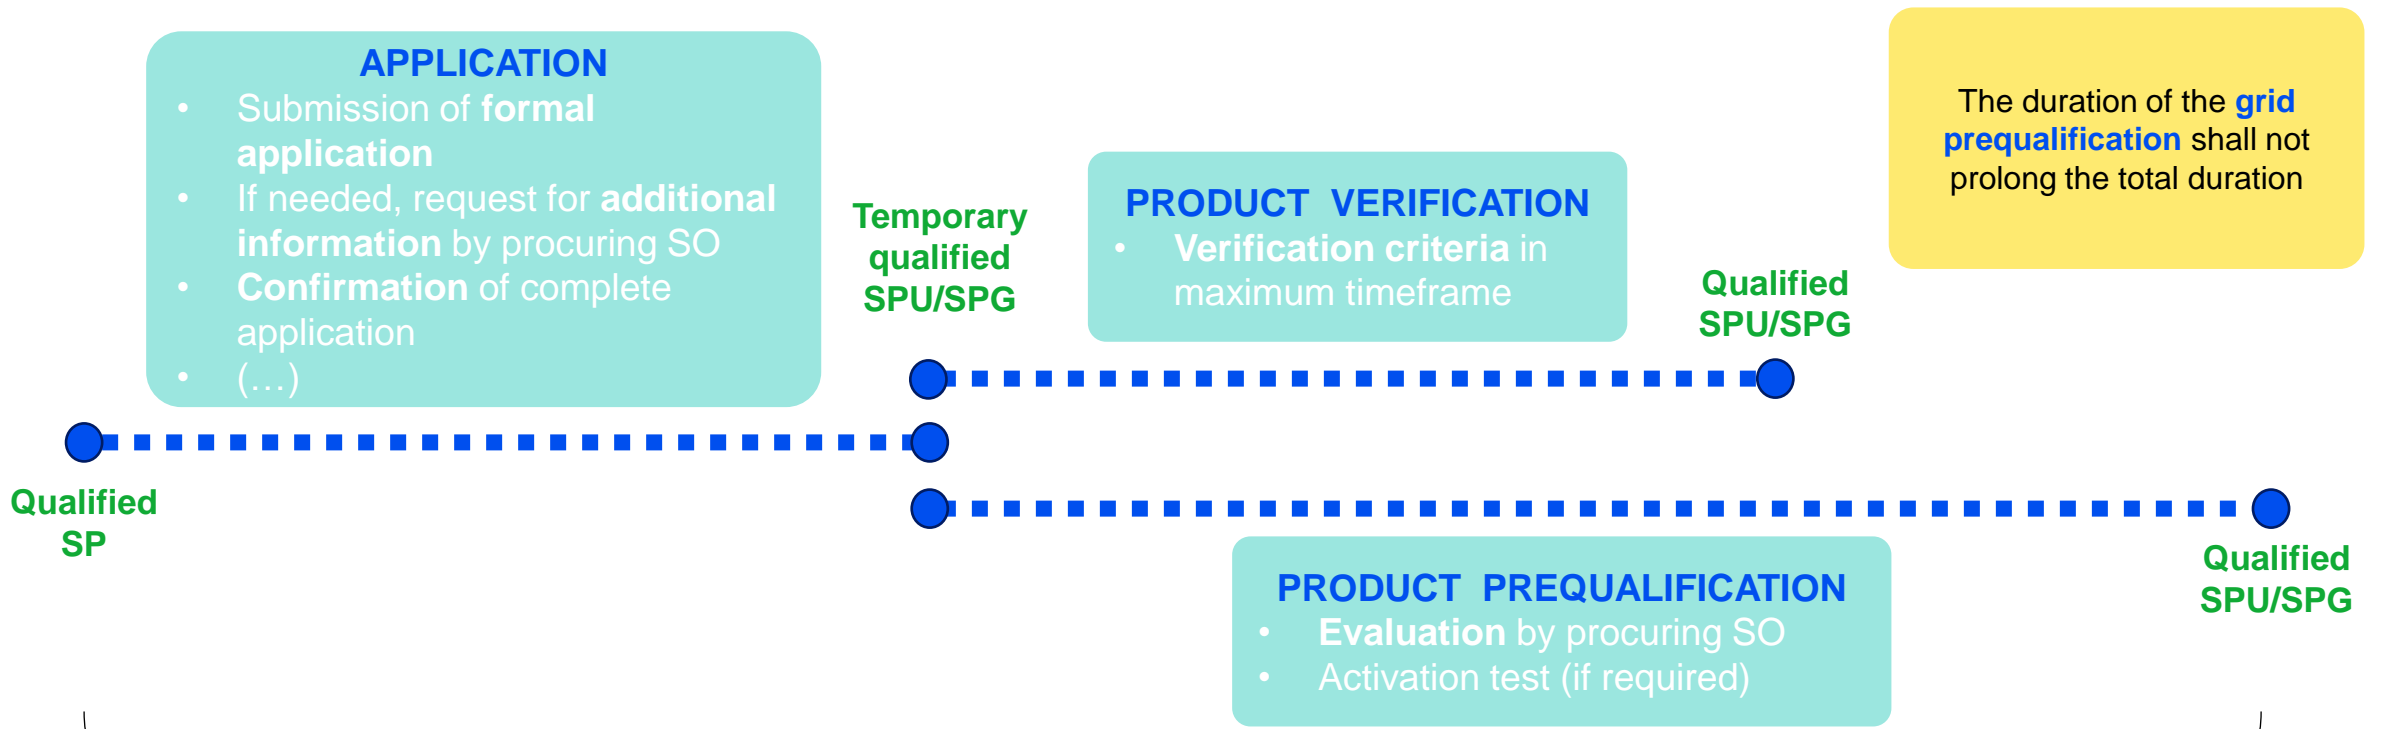 APPLICATION
• Submission of formal
application
• If needed, request for additional
information by procuring SO
• Confirmation of complete
application
• (…)
Temporary
qualified
SPU/SPG
PRODUCT VERIFICATION
• Verification criteria in
maximum timeframe
Qualified
SPU/SPG
The duration of the grid
prequalification shall not
prolong the total duration
Qualified
SP
PRODUCT PREQUALIFICATION
• Evaluation by procuring SO
• Activation test (if required)
Qualified
SPU/SPG